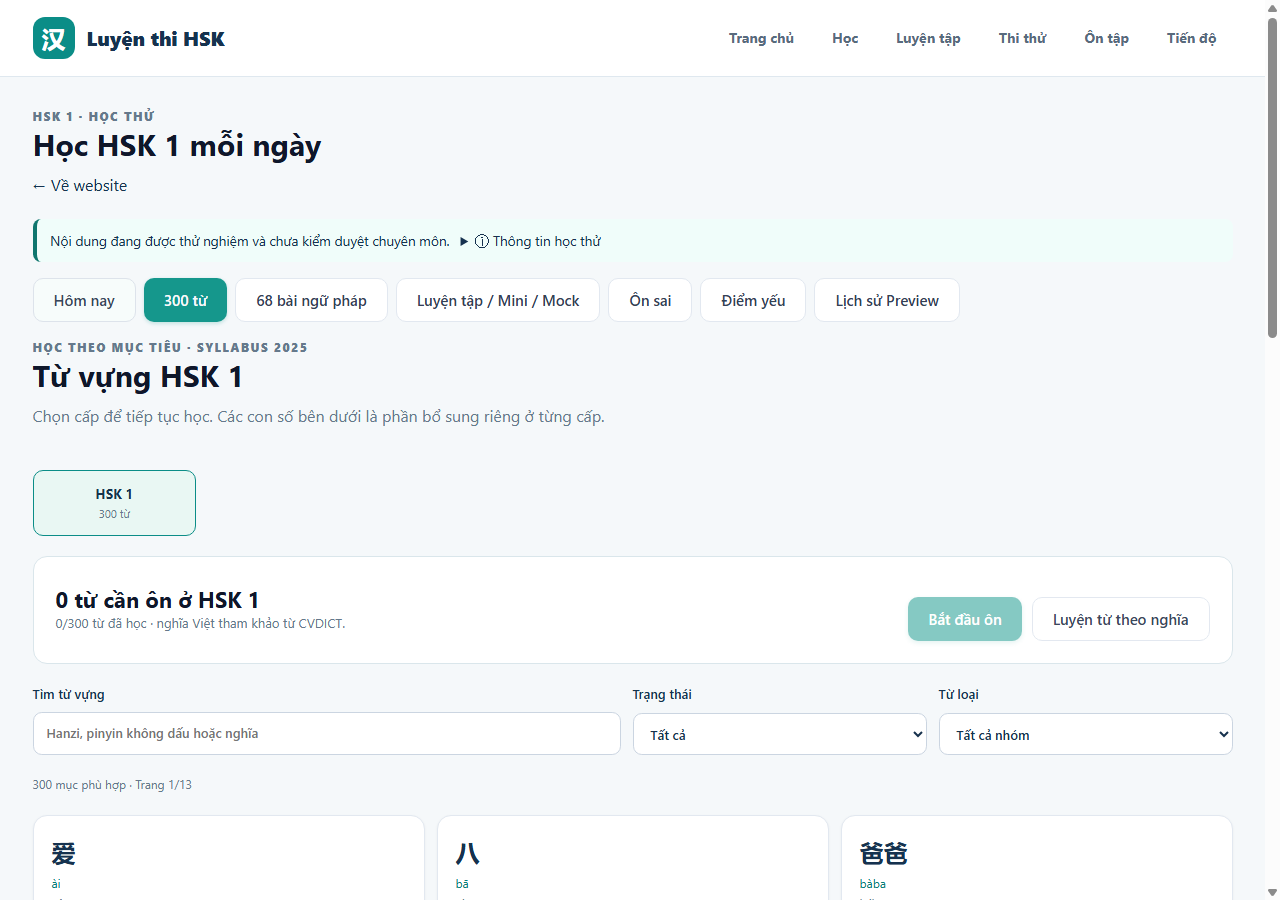 汉 Luyện thi HSK
Trang chủ Học Luyện tập Thi thử Ôn tập Tiến độ
HSK 1 · HỌC THỬ
Học HSK 1 mỗi ngày
← Về website
Nội dung đang được thử nghiệm và chưa kiểm duyệt chuyên môn. ▶ ⓘ Thông tin học thử
Hôm nay 300 từ 68 bài ngữ pháp Luyện tập / Mini / Mock Ôn sai Điểm yếu Lịch sử Preview
HỌC THEO MỤC TIÊU · SYLLABUS 2025
Từ vựng HSK 1
Chọn cấp để tiếp tục học. Các con số bên dưới là phần bổ sung riêng ở từng cấp.
HSK 1
300 từ
0 từ cần ôn ở HSK 1
0/300 từ đã học · nghĩa Việt tham khảo từ CVDICT.
Bắt đầu ôn Luyện từ theo nghĩa
Tìm từ vựng Trạng thái Từ loại
Hanzi, pinyin không dấu hoặc nghĩa Tất cả Tất cả nhóm
300 mục phù hợp · Trang 1/13
爱 八 爸爸
ài bā bàba